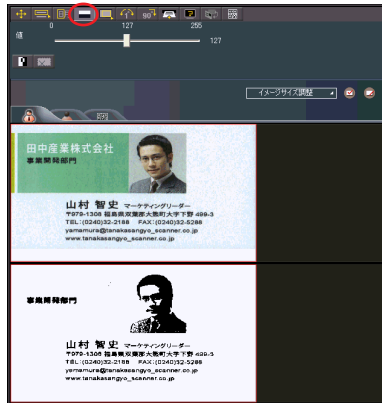 90°
0 127 255
値
127
イメージサイズ調整
田中産業株式会社
事業開発部門
山村 智史 マーケティングリーダー
〒979-1308 福島県双葉郡大熊町大字下野 499-3
TEL:(0240)32-2188 FAX:(0240)32-5288
yamamura@tanakasangyo_scanner.co.jp
www.tanakasangyo_scanner.co.jp
事業開発部門
山村 智史 マーケティングリーダー
〒979-1308 福島県双葉郡大熊町大字下野 499-3
TEL:(0240)32-2188 FAX:(0240)32-5288
yamamura@tanakasangyo_scanner.co.jp
www.tanakasangyo_scanner.co.jp